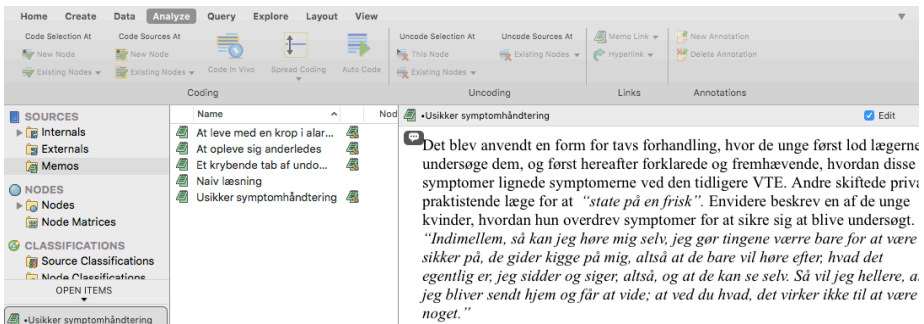 Home Create Data Analyze Query Explore Layout View
Code Selection At Code Sources At Uncode Selection At Uncode Sources At Memo Link New Annotation
New Node New Node This Node Existing Nodes Hyperlink Delete Annotation
Existing Nodes Existing Nodes Code In Vivo Spread Coding Auto Code Existing Nodes
Coding Uncoding Links Annotations
SOURCES Name Nod •Usikker symptomhåndtering Edit
Internals At leve med en krop i alar...
Externals At opleve sig anderledes
Memos Et krybende tab af undo...
Naiv læsning
NODES Usikker symptomhåndtering
Nodes
Node Matrices
CLASSIFICATIONS
Source Classifications
Node Classifications
OPEN ITEMS
•Usikker symptomhåndtering
Det blev anvendt en form for tavs forhandling, hvor de unge først lod lægerne
undersøge dem, og først hereafter forklarede og fremhævende, hvordan disse
symptomer lignede symptomerne ved den tidligere VTE. Andre skiftede priva
praktistende læge for at "state på en frisk". Envidere beskrev en af de unge
kvinder, hvordan hun overdrev symptomer for at sikre sig at blive undersøgt.
"Indimellem, så kan jeg høre mig selv, jeg gør tingene værre bare for at være
sikker på, de gider kigge på mig, altså at de bare vil høre efter, hvad det
egentlig er, jeg sidder og siger, altså, og at de kan se selv. Så vil jeg hellere, a
jeg bliver sendt hjem og får at vide; at ved du hvad, det virker ikke til at være
noget."